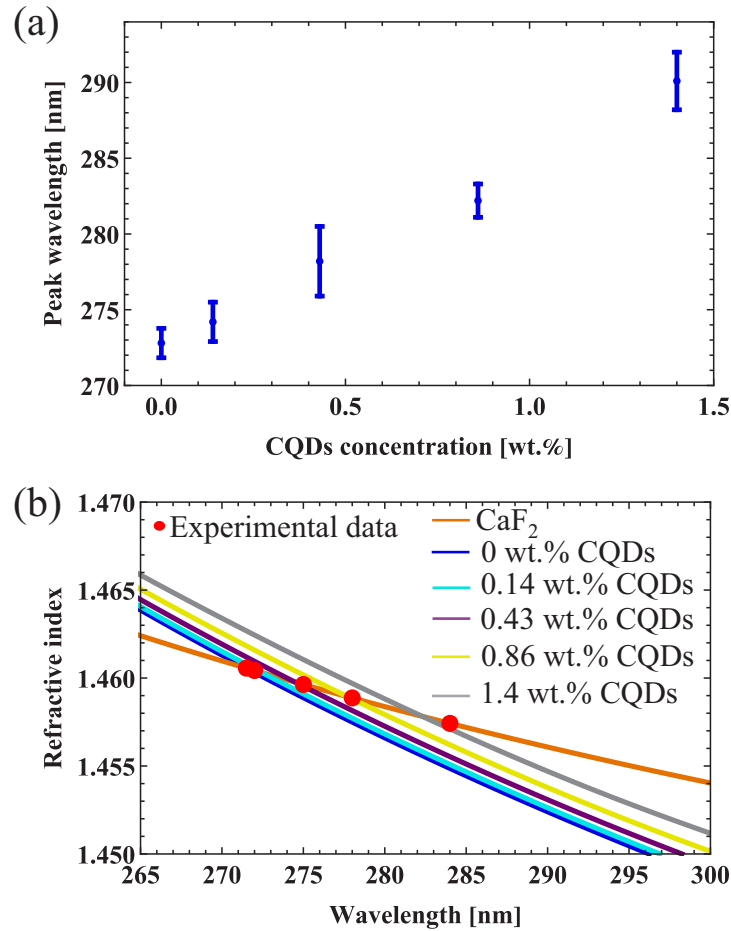 (a)
Peak wavelength [nm]
290
285
280
275
270
0.0 0.5 1.0 1.5
CQDs concentration [wt.%]
(b)
Refractive index
1.470
1.465
1.460
1.455
1.450
Experimental data
CaF₂
0 wt.% CQDs
0.14 wt.% CQDs
0.43 wt.% CQDs
0.86 wt.% CQDs
1.4 wt.% CQDs
265 270 275 280 285 290 295 300
Wavelength [nm]